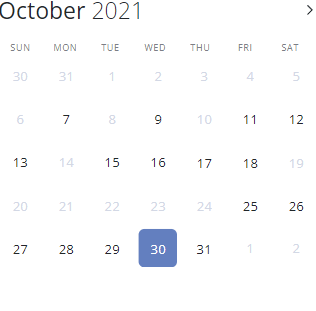 October 2021
SUN MON TUE WED THU FRI SAT
30 31 1 2 3 4 5
6 7 8 9 10 11 12
13 14 15 16 17 18 19
20 21 22 23 24 25 26
27 28 29 30 31 1 2